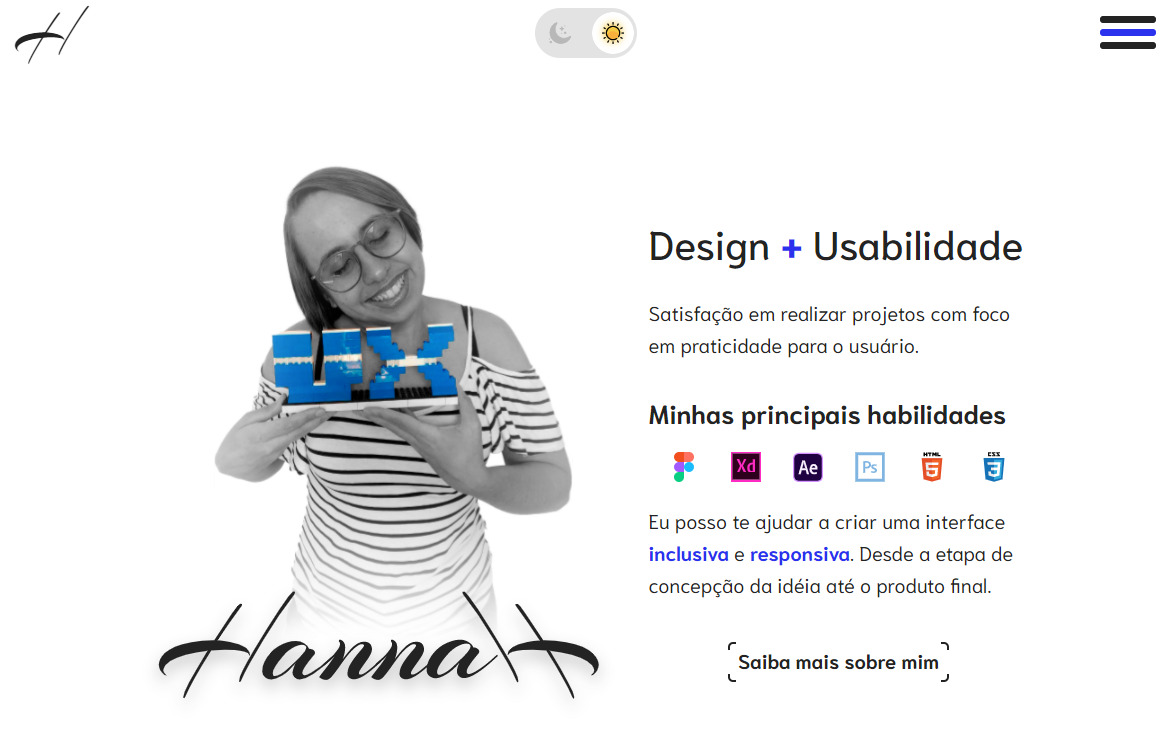 H
Design + Usabilidade
Satisfação em realizar projetos com foco
em praticidade para o usuário.
UX
Minhas principais habilidades
Xd Ae Ps HTML 5 CSS 3
Eu posso te ajudar a criar uma interface
inclusiva e responsiva. Desde a etapa de
concepção da idéia até o produto final.
HannaH
Saiba mais sobre mim